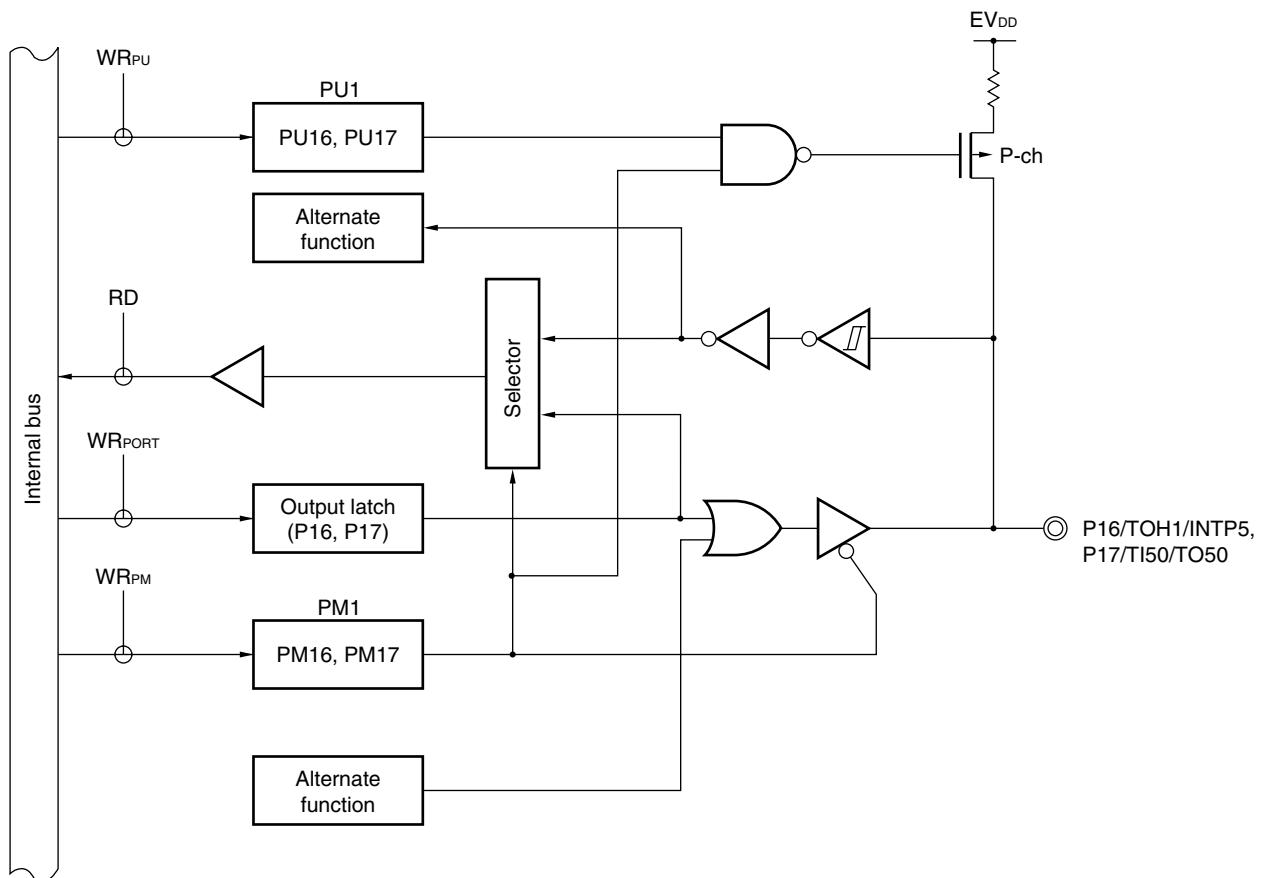 EVDD
WRPU
PU1
PU16, PU17
P-ch
Alternate
function
RD
Selector
Internal bus
WRPORT
Output latch
(P16, P17)
P16/TOH1/INTP5,
P17/TI50/TO50
WRPM
PM1
PM16, PM17
Alternate
function